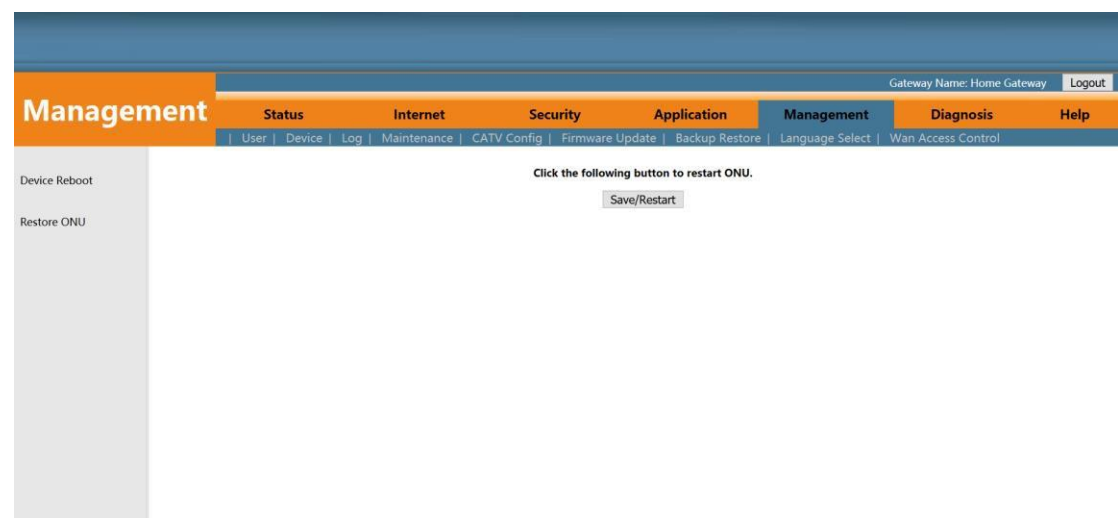 Gateway Name: Home Gateway Logout
Management
Status Internet Security Application Management Diagnosis Help
| User | Device | Log | Maintenance | CATV Config | Firmware Update | Backup Restore | Language Select | Wan Access Control
Device Reboot
Restore ONU
Click the following button to restart ONU.
Save/Restart